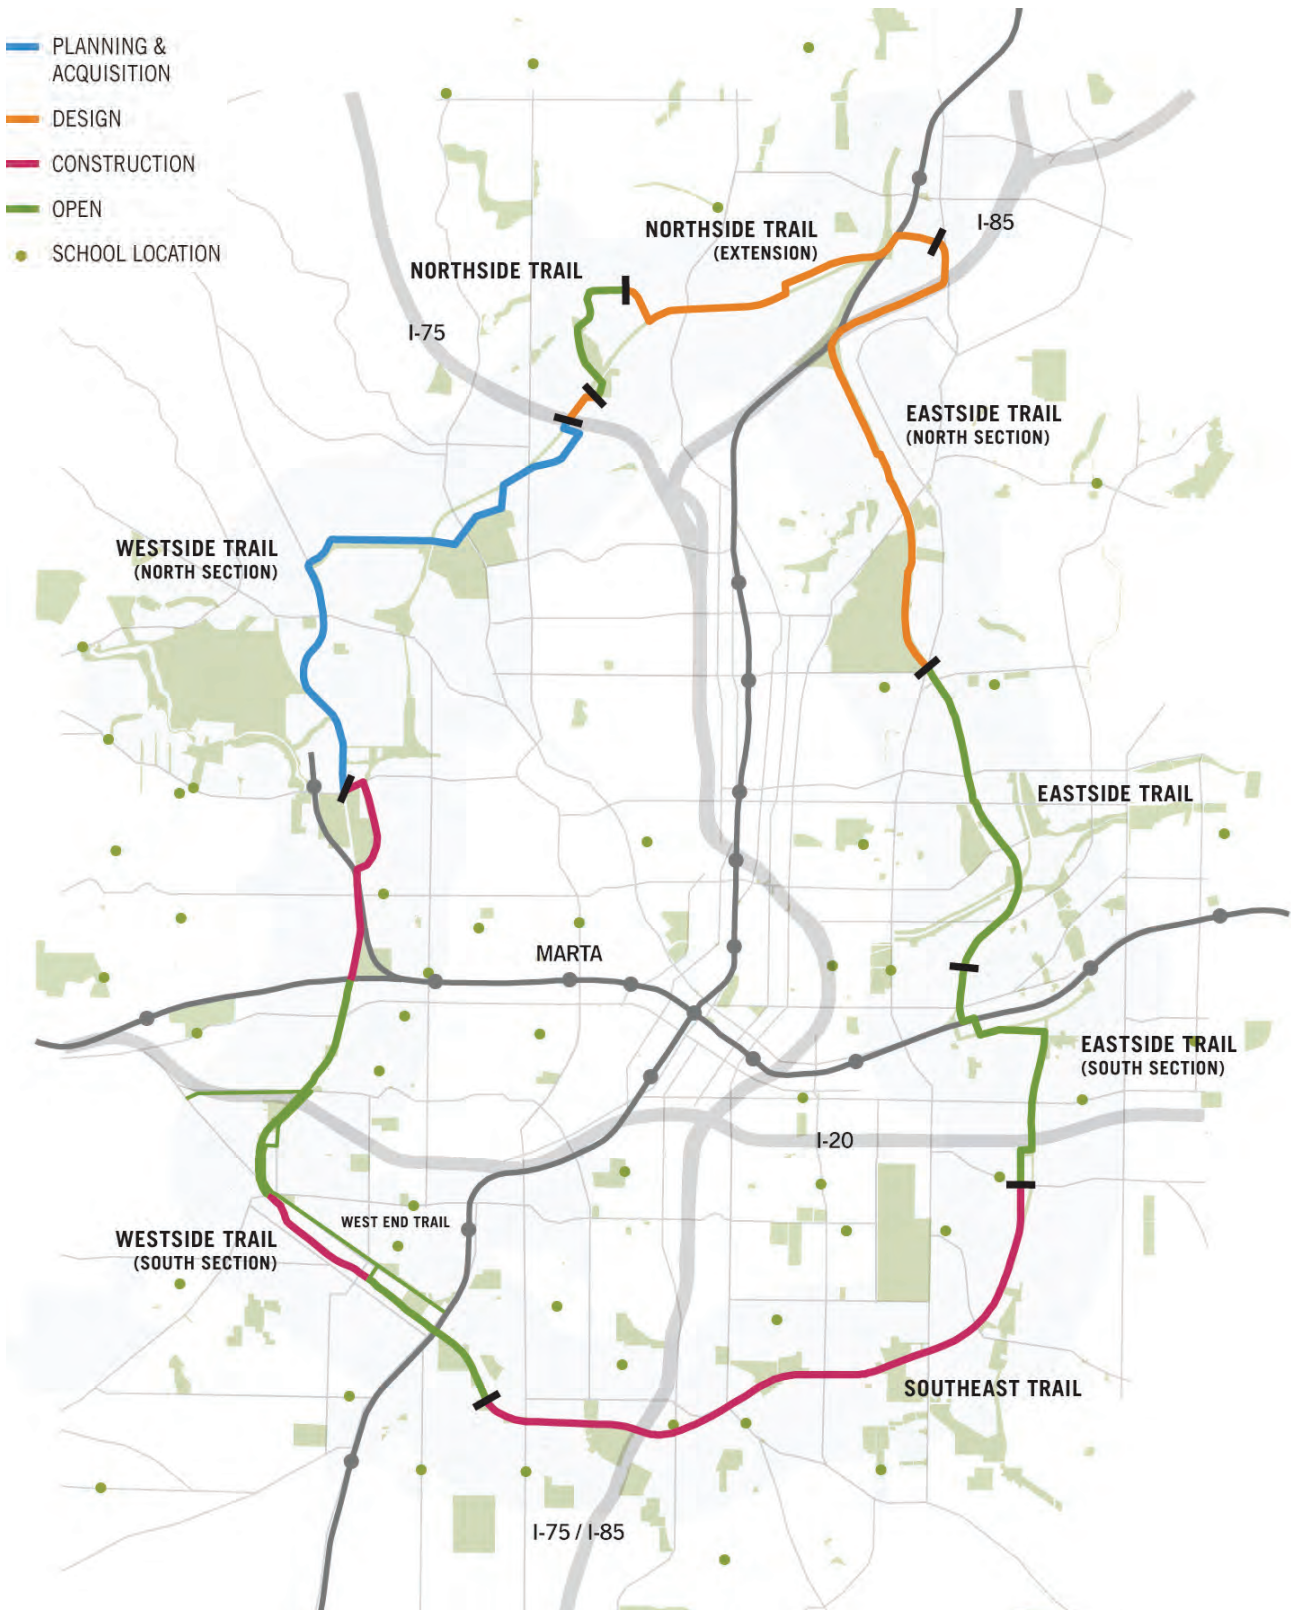 PLANNING &
ACQUISITION
DESIGN
CONSTRUCTION
OPEN
SCHOOL LOCATION
I-85
NORTHSIDE TRAIL
(EXTENSION)
NORTHSIDE TRAIL
I-75
EASTSIDE TRAIL
(NORTH SECTION)
WESTSIDE TRAIL
(NORTH SECTION)
EASTSIDE TRAIL
MARTA
EASTSIDE TRAIL
(SOUTH SECTION)
I-20
WEST END TRAIL
WESTSIDE TRAIL
(SOUTH SECTION)
SOUTHEAST TRAIL
I-75 / I-85